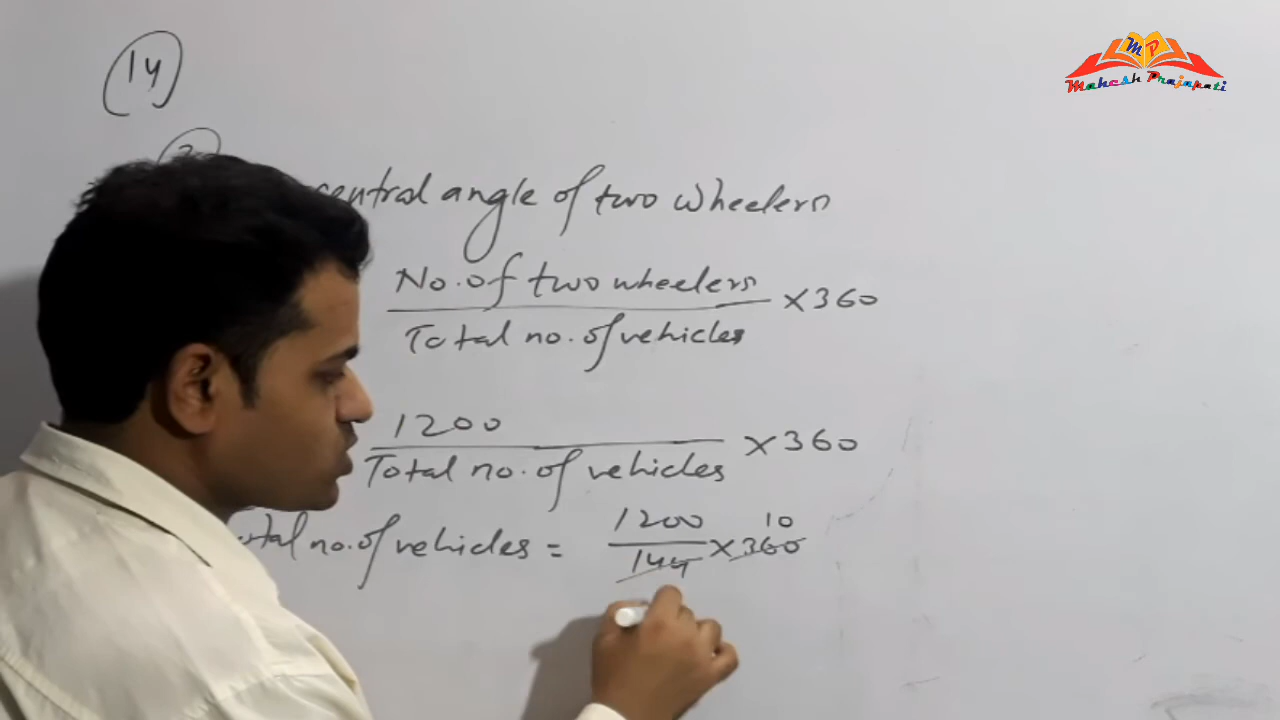 14
M P
Mahesh Prajapati
central angle of two wheelers
No. of two wheelers
× 360
Total no. of vehicles
1200
× 360
Total no. of vehicles
10
total no. of vehicles = 1200
144 × 360